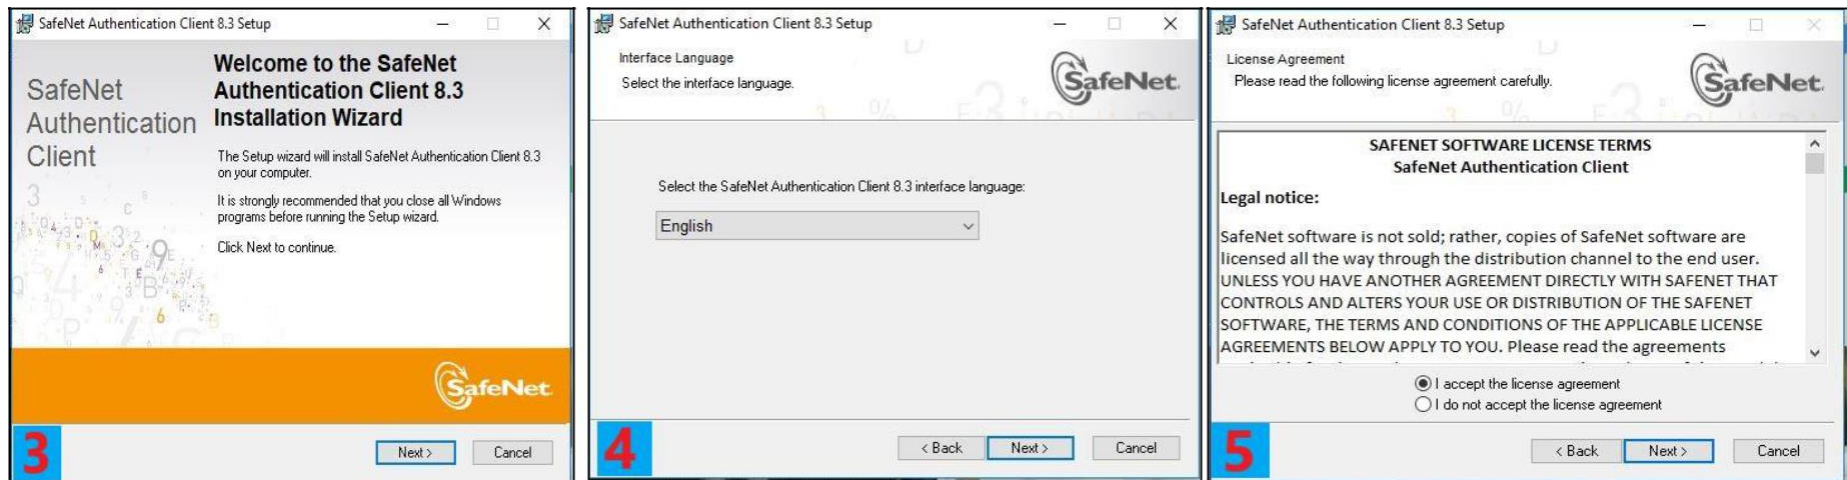 SafeNet Authentication Client 8.3 Setup
SafeNet
Authentication
Client
Welcome to the SafeNet
Authentication Client 8.3
Installation Wizard
The Setup wizard will install SafeNet Authentication Client 8.3
on your computer.
It is strongly recommended that you close all Windows
programs before running the Setup wizard.
Click Next to continue.
SafeNet.
3
Next >
Cancel
SafeNet Authentication Client 8.3 Setup
Interface Language
Select the interface language.
SafeNet.
Select the SafeNet Authentication Client 8.3 interface language:
English
4
< Back
Next >
Cancel
SafeNet Authentication Client 8.3 Setup
License Agreement
Please read the following license agreement carefully.
SafeNet.
SAFENET SOFTWARE LICENSE TERMS
SafeNet Authentication Client
Legal notice:
SafeNet software is not sold; rather, copies of SafeNet software are
licensed all the way through the distribution channel to the end user.
UNLESS YOU HAVE ANOTHER AGREEMENT DIRECTLY WITH SAFENET THAT
CONTROLS AND ALTERS YOUR USE OR DISTRIBUTION OF THE SAFENET
SOFTWARE, THE TERMS AND CONDITIONS OF THE APPLICABLE LICENSE
AGREEMENTS BELOW APPLY TO YOU. Please read the agreements
I accept the license agreement
I do not accept the license agreement
5
< Back
Next >
Cancel